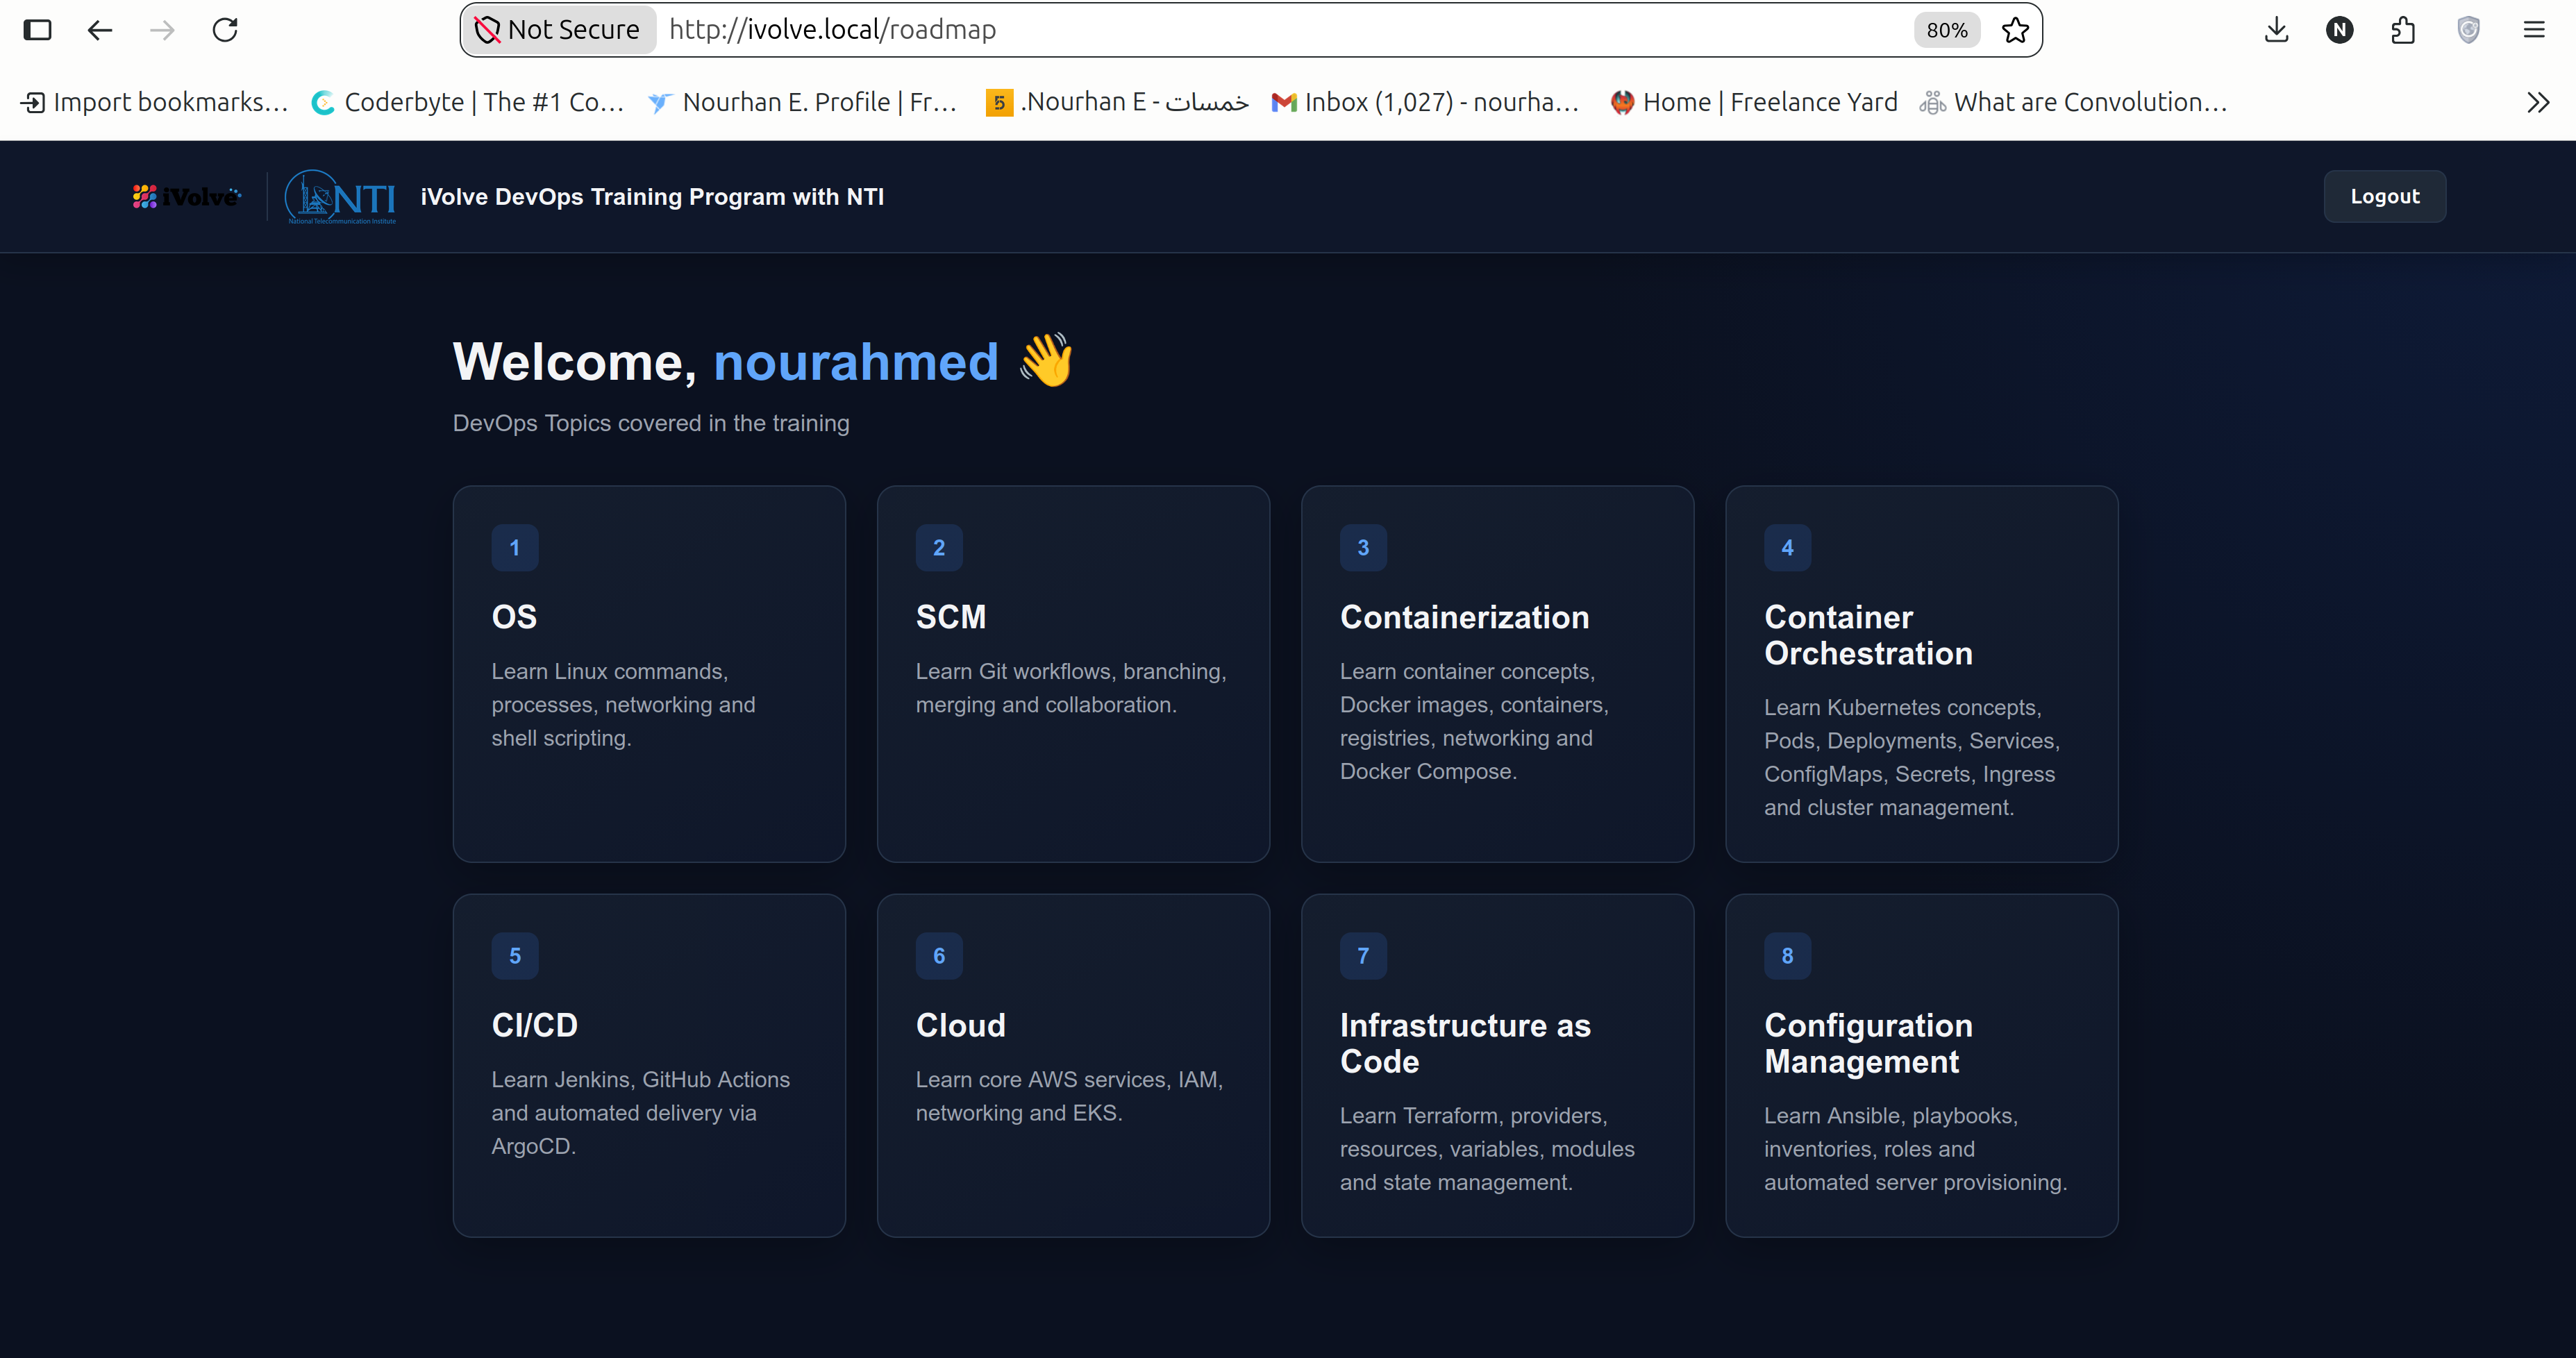 Not Secure http://ivolve.local/roadmap 80% N
Import bookmarks... Coderbyte | The #1 Co... Nourhan E. Profile | Fr... 5 .Nourhan E - خمسات Inbox (1,027) - nourha... Home | Freelance Yard What are Convolution...
iVolve NTI iVolve DevOps Training Program with NTI Logout
National Telecommunication Institute
Welcome, nourahmed 👋
DevOps Topics covered in the training
1
OS
Learn Linux commands,
processes, networking and
shell scripting.
2
SCM
Learn Git workflows, branching,
merging and collaboration.
3
Containerization
Learn container concepts,
Docker images, containers,
registries, networking and
Docker Compose.
4
Container
Orchestration
Learn Kubernetes concepts,
Pods, Deployments, Services,
ConfigMaps, Secrets, Ingress
and cluster management.
5
CI/CD
Learn Jenkins, GitHub Actions
and automated delivery via
ArgoCD.
6
Cloud
Learn core AWS services, IAM,
networking and EKS.
7
Infrastructure as
Code
Learn Terraform, providers,
resources, variables, modules
and state management.
8
Configuration
Management
Learn Ansible, playbooks,
inventories, roles and
automated server provisioning.